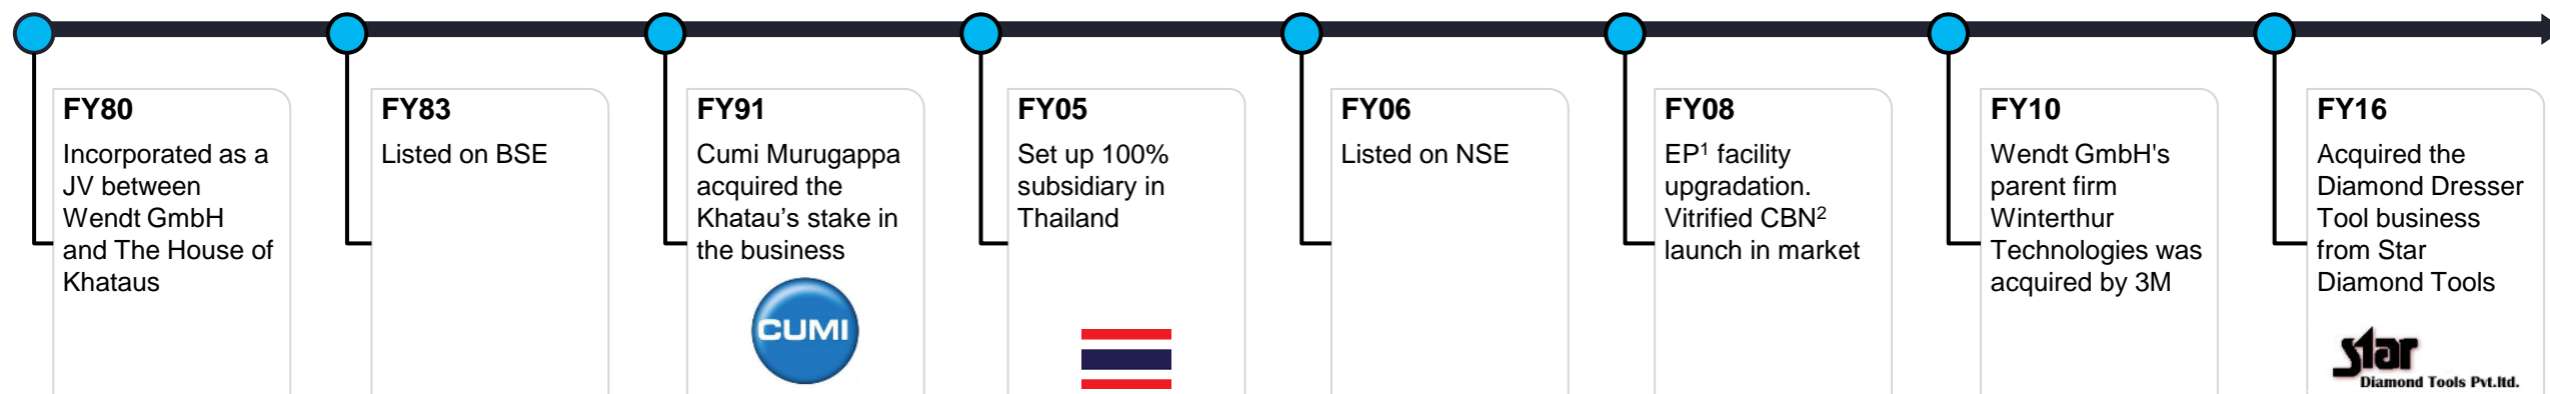 FY80
Incorporated as a
JV between
Wendt GmbH
and The House of
Khataus
FY83
Listed on BSE
FY91
Cumi Murugappa
acquired the
Khatau’s stake in
the business
CUMI
FY05
Set up 100%
subsidiary in
Thailand
FY06
Listed on NSE
FY08
EP¹ facility
upgradation.
Vitrified CBN²
launch in market
FY10
Wendt GmbH's
parent firm
Winterthur
Technologies was
acquired by 3M
FY16
Acquired the
Diamond Dresser
Tool business
from Star
Diamond Tools
Star
Diamond Tools Pvt.ltd.